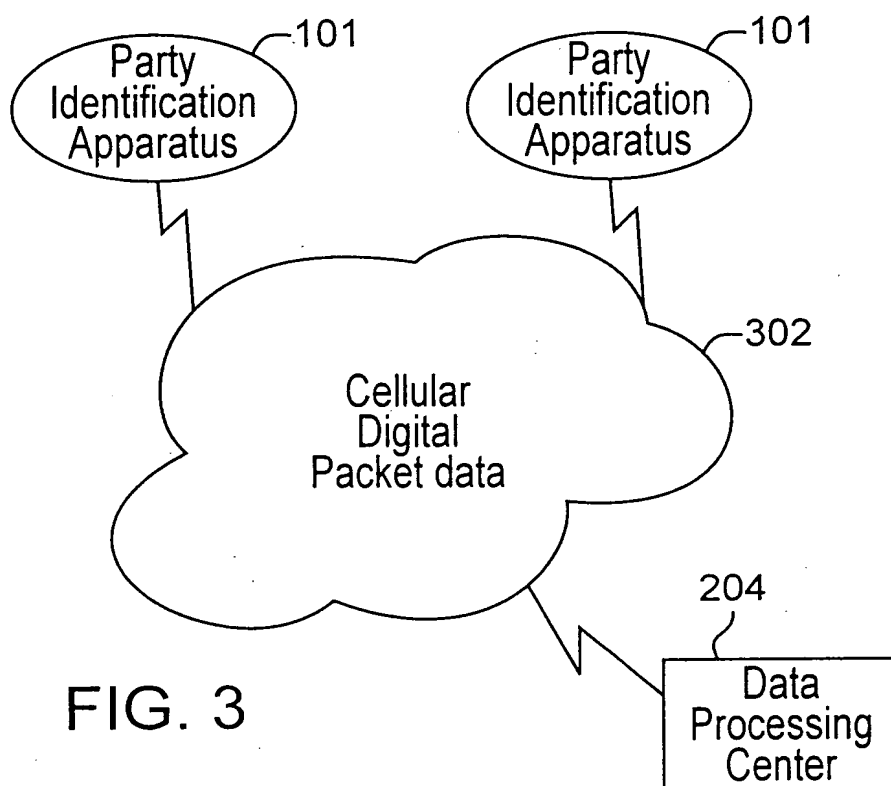 101
101
Party
Identification
Apparatus
Party
Identification
Apparatus
302
Cellular
Digital
Packet data
204
Data
Processing
Center
FIG. 3